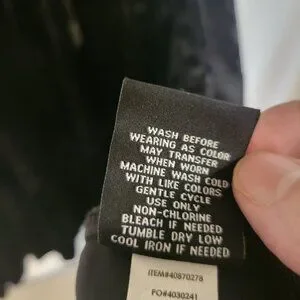 WASH BEFORE
WEARING AS COLOR
MAY TRANSFER
WHEN WORN
MACHINE WASH COLD
WITH LIKE COLORS
GENTLE CYCLE
USE ONLY
NON-CHLORINE
BLEACH IF NEEDED
TUMBLE DRY LOW
COOL IRON IF NEEDED
ITEM#40870278
PO#4030241